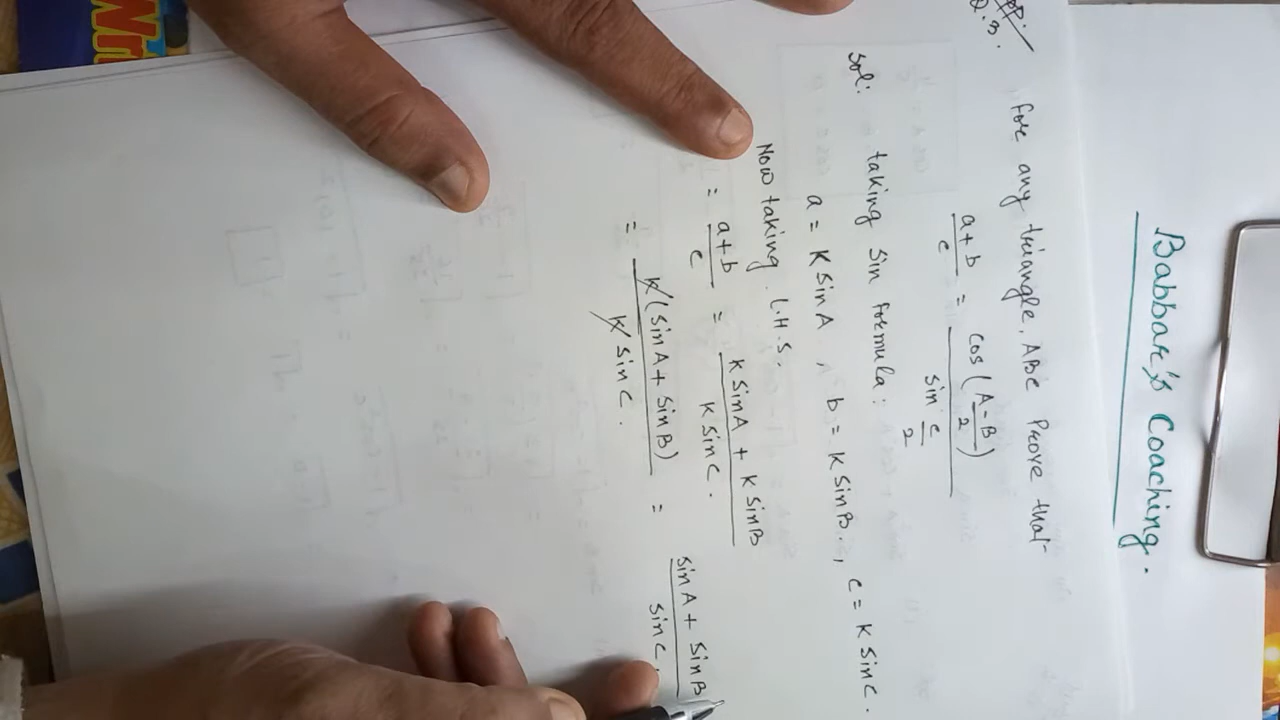 Babbar's Coaching.
Q.3. For any triangle, ABC Prove that
a+b/c = cos(A-B/2)/sin c/2
Sol: taking sin formula:
a = K sinA, b = K sinB., c = K sinC.
Now taking L.H.S.
= a+b/c = K sinA + K sinB/K sinC.
= K(sinA + sinB)/K sinC. = sinA + sinB/sinC.
Wri